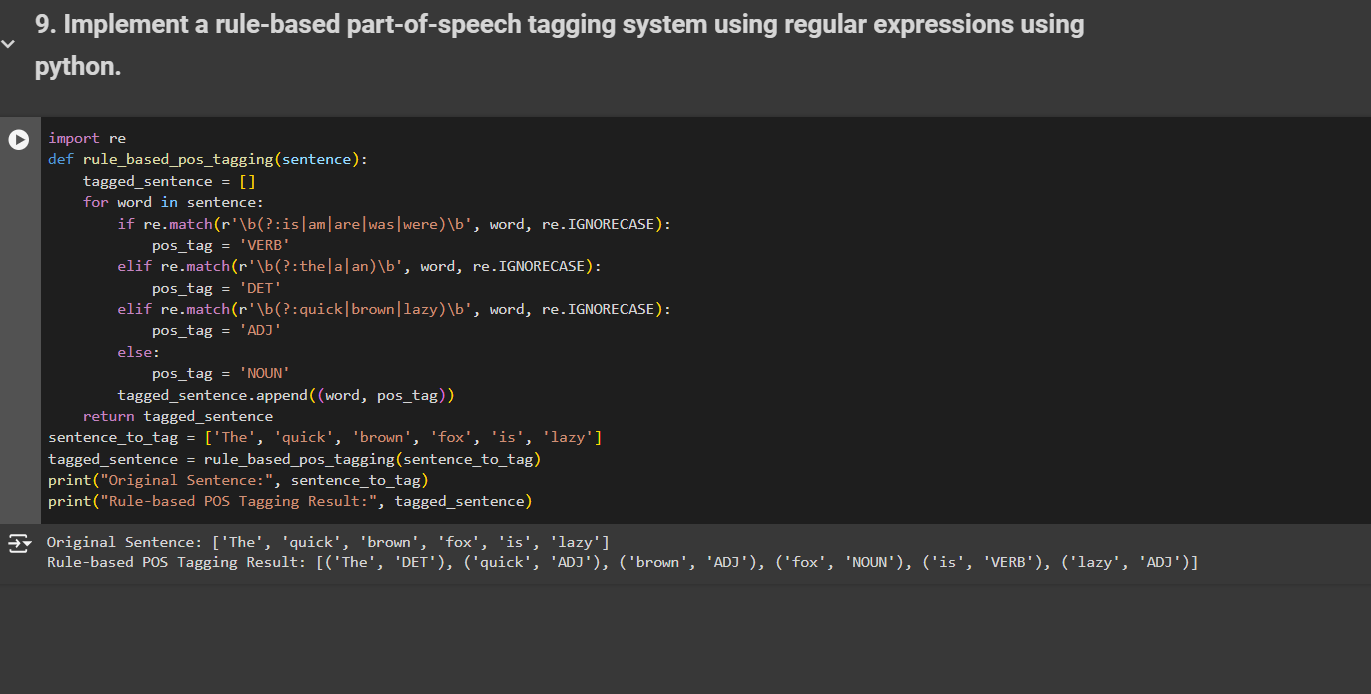 9. Implement a rule-based part-of-speech tagging system using regular expressions using
python.
import re
def rule_based_pos_tagging(sentence):
    tagged_sentence = []
    for word in sentence:
        if re.match(r'\b(?:is|am|are|was|were)\b', word, re.IGNORECASE):
            pos_tag = 'VERB'
        elif re.match(r'\b(?:the|a|an)\b', word, re.IGNORECASE):
            pos_tag = 'DET'
        elif re.match(r'\b(?:quick|brown|lazy)\b', word, re.IGNORECASE):
            pos_tag = 'ADJ'
        else:
            pos_tag = 'NOUN'
        tagged_sentence.append((word, pos_tag))
    return tagged_sentence
sentence_to_tag = ['The', 'quick', 'brown', 'fox', 'is', 'lazy']
tagged_sentence = rule_based_pos_tagging(sentence_to_tag)
print("Original Sentence:", sentence_to_tag)
print("Rule-based POS Tagging Result:", tagged_sentence)
Original Sentence: ['The', 'quick', 'brown', 'fox', 'is', 'lazy']
Rule-based POS Tagging Result: [('The', 'DET'), ('quick', 'ADJ'), ('brown', 'ADJ'), ('fox', 'NOUN'), ('is', 'VERB'), ('lazy', 'ADJ')]